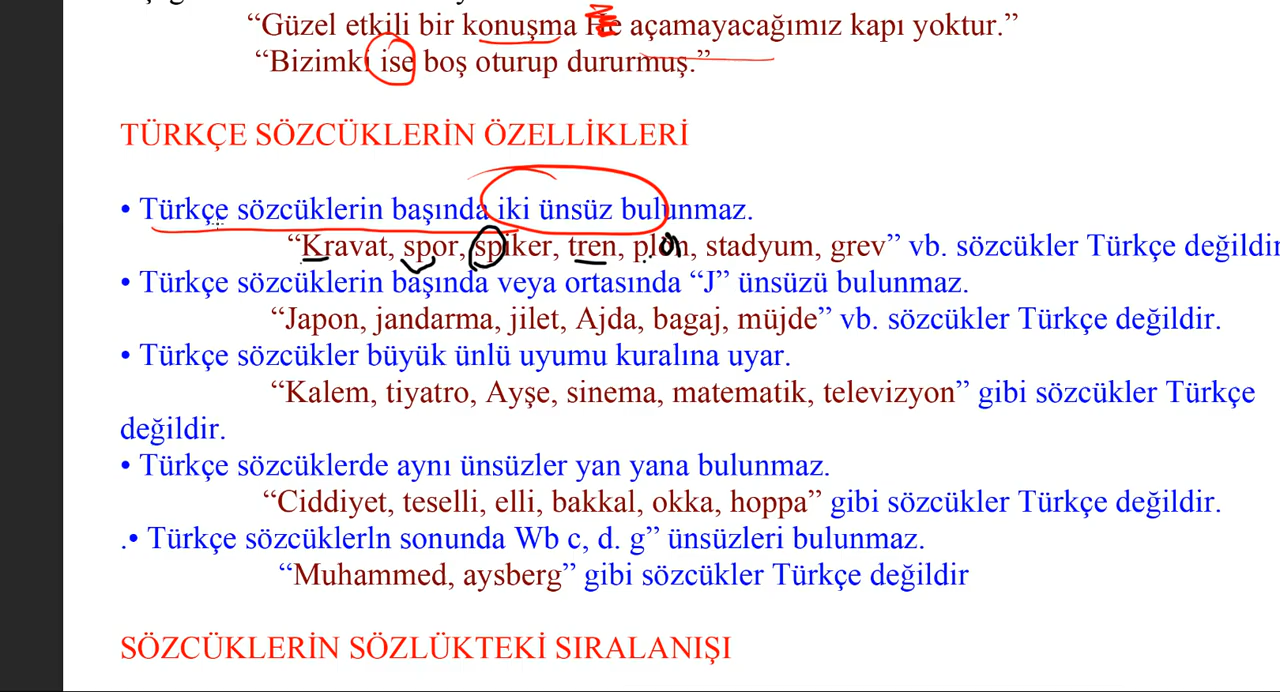 “Güzel etkili bir konuşma açamayacağımız kapı yoktur.”
“Bizimki ise boş oturup dururmuş.”
TÜRKÇE SÖZCÜKLERİN ÖZELLİKLERİ
• Türkçe sözcüklerin başında iki ünsüz bulunmaz.
“Kravat, spor, spiker, tren, plan, stadyum, grev” vb. sözcükler Türkçe değildir
• Türkçe sözcüklerin başında veya ortasında “J” ünsüzü bulunmaz.
“Japon, jandarma, jilet, Ajda, bagaj, müjde” vb. sözcükler Türkçe değildir.
• Türkçe sözcükler büyük ünlü uyumu kuralına uyar.
“Kalem, tiyatro, Ayşe, sinema, matematik, televizyon” gibi sözcükler Türkçe
değildir.
• Türkçe sözcüklerde aynı ünsüzler yan yana bulunmaz.
“Ciddiyet, teselli, elli, bakkal, okka, hoppa” gibi sözcükler Türkçe değildir.
.• Türkçe sözcüklerln sonunda Wb c, d. g” ünsüzleri bulunmaz.
“Muhammed, aysberg” gibi sözcükler Türkçe değildir
SÖZCÜKLERİN SÖZLÜKTEKİ SIRALANIŞI